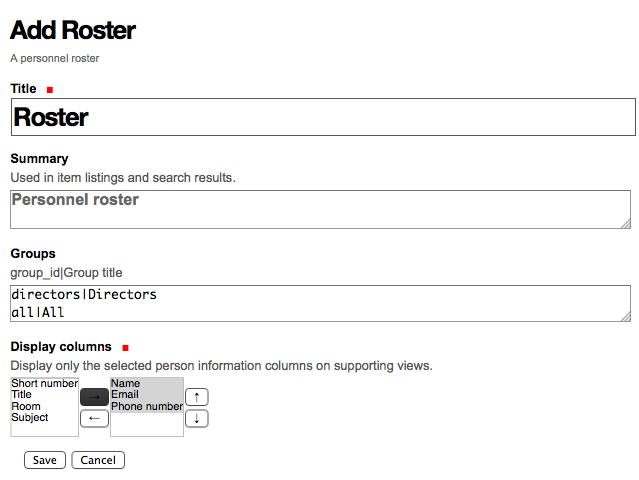 Add Roster
A personnel roster
Title
Roster
Summary
Used in item listings and search results.
Personnel roster
Groups
group_id|Group title
directors|Directors
all|All
Display columns
Display only the selected person information columns on supporting views.
Short number
Title
Room
Subject
→
←
Name
Email
Phone number
↑
↓
Save Cancel